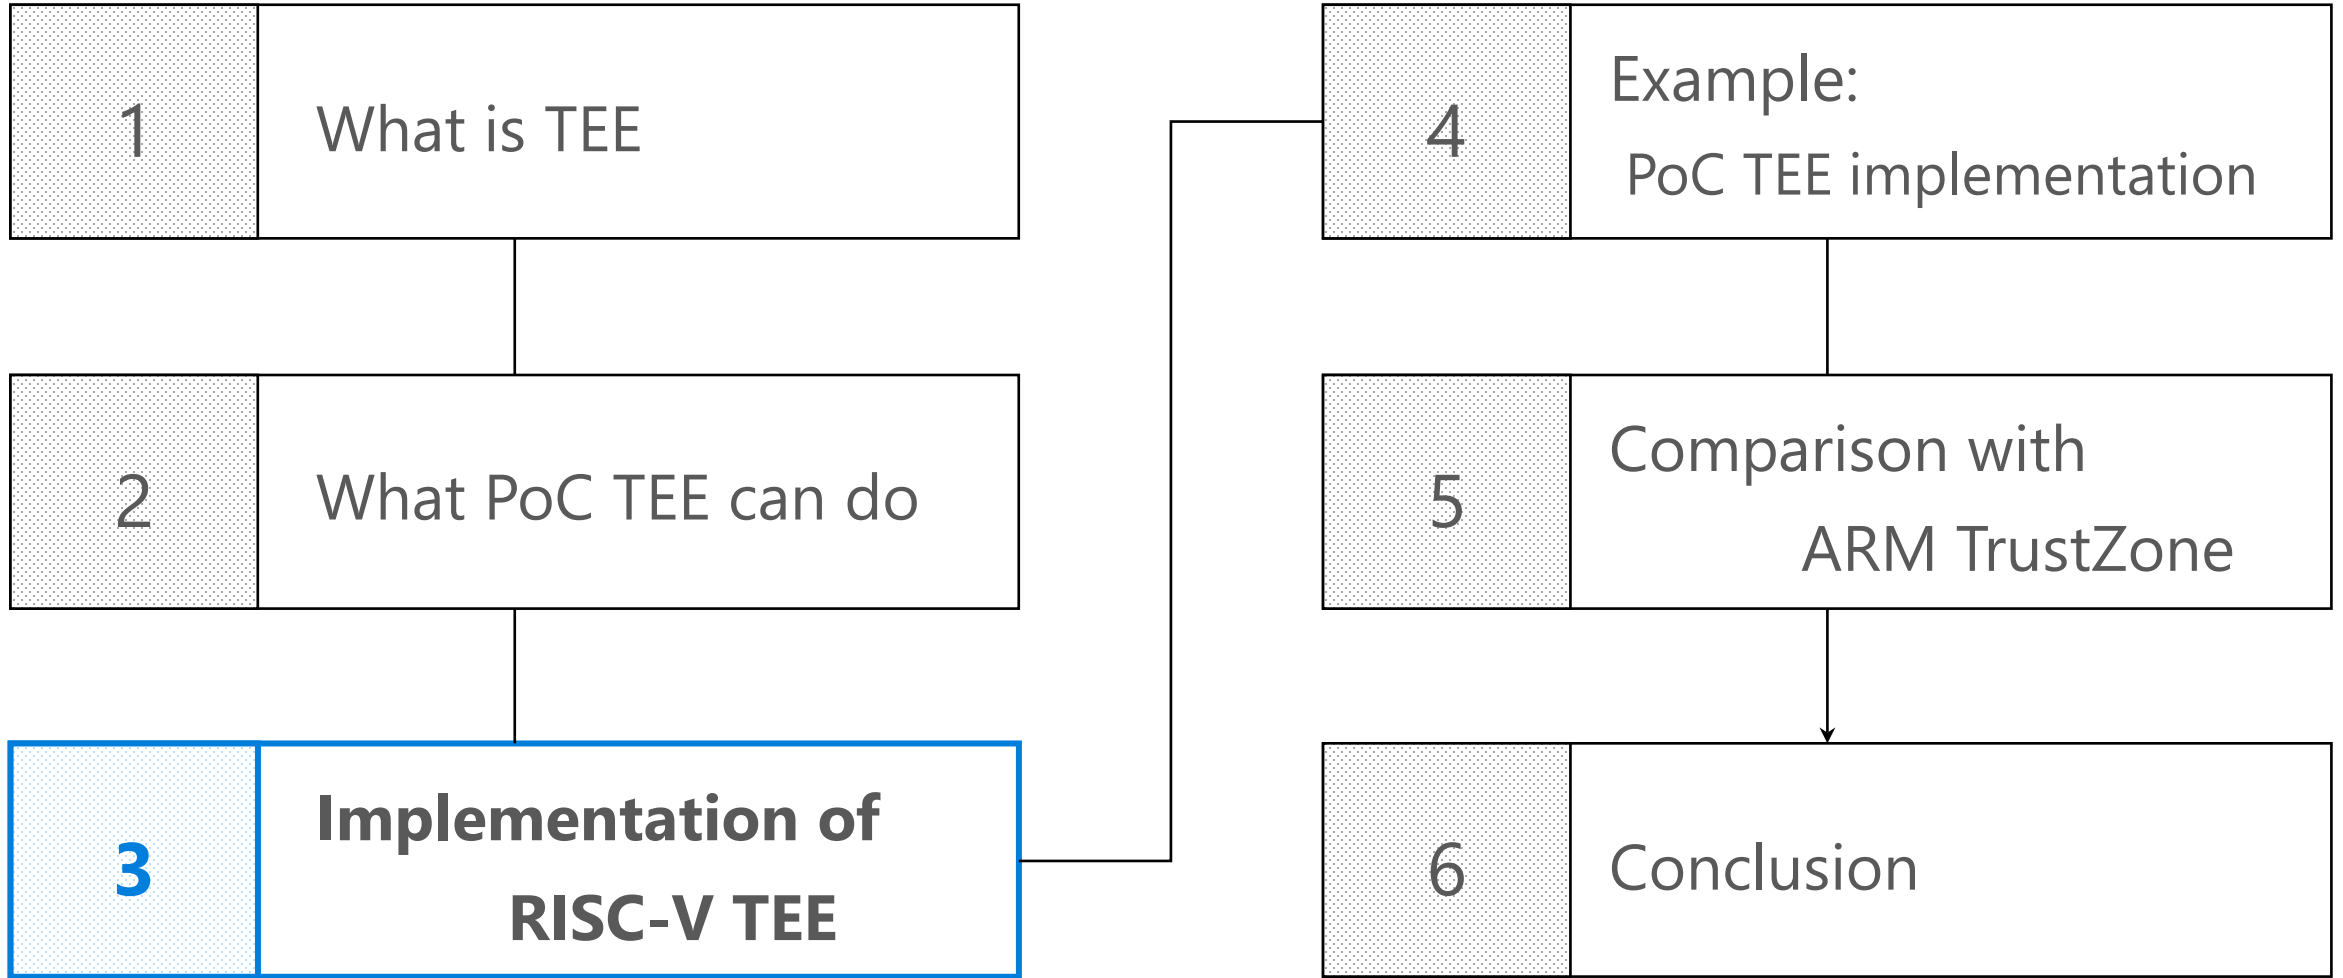 1
What is TEE
2
What PoC TEE can do
3
Implementation of
RISC-V TEE
4
Example:
PoC TEE implementation
5
Comparison with
ARM TrustZone
6
Conclusion